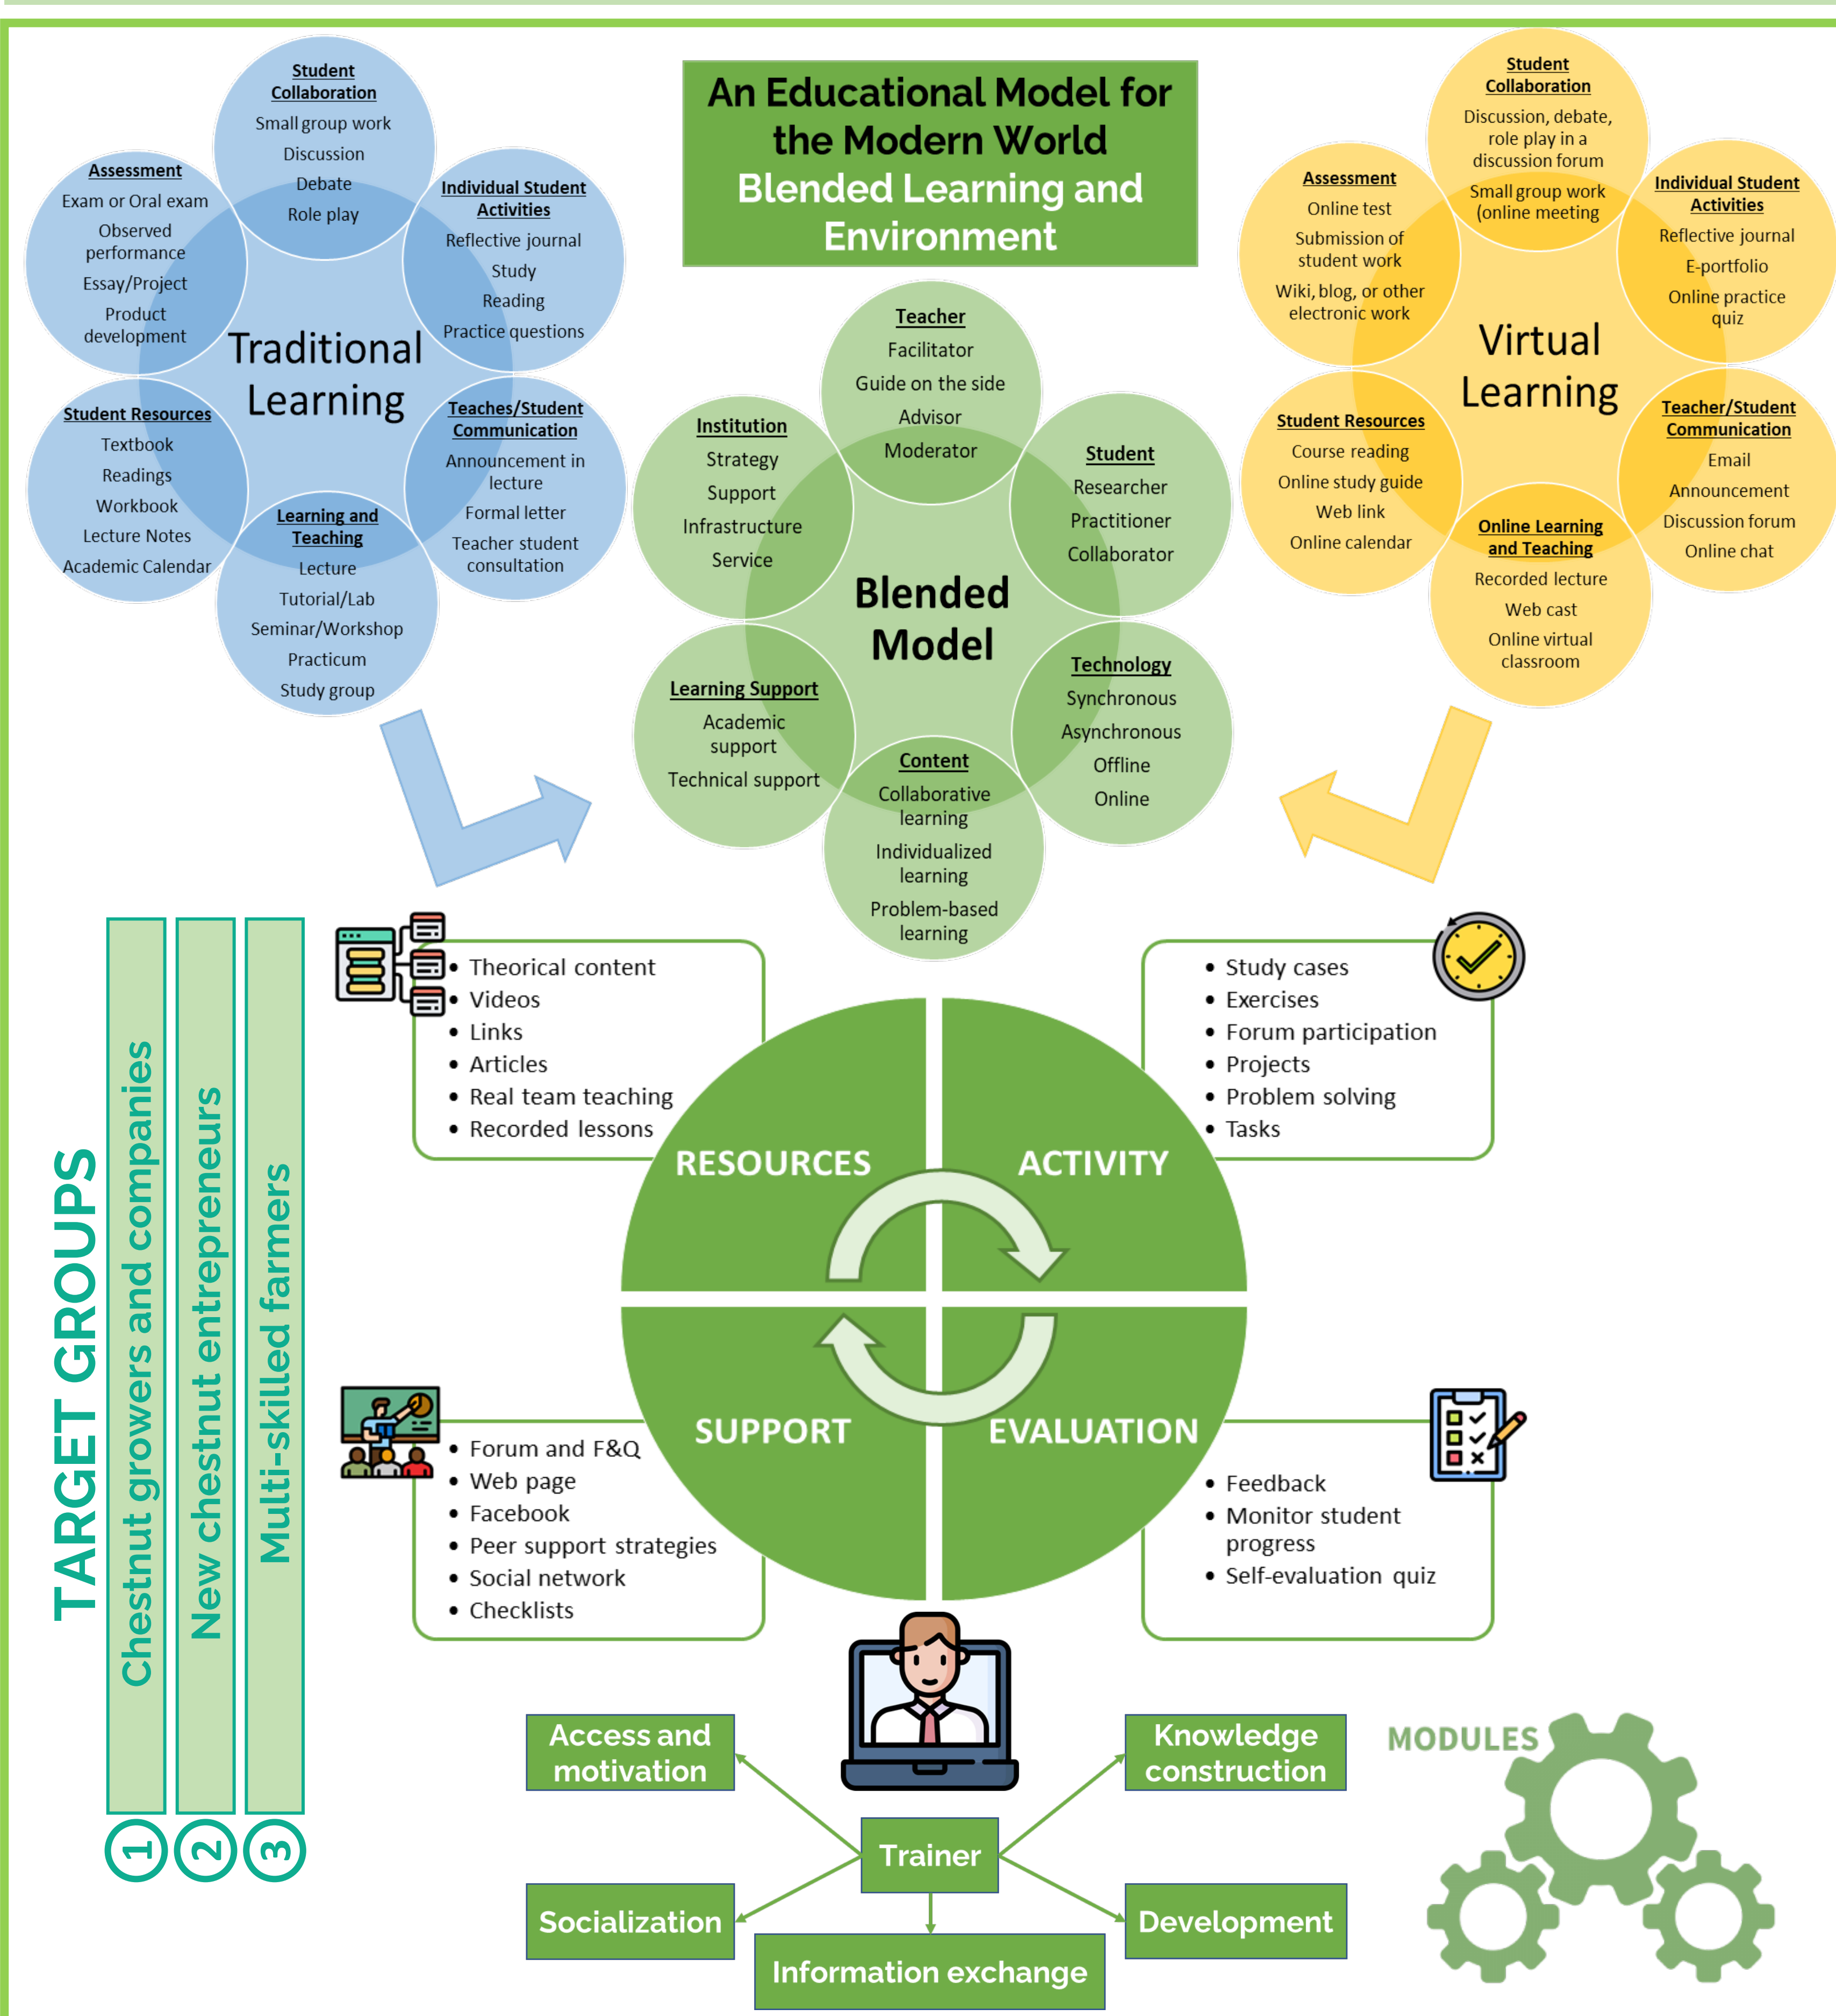 An Educational Model for
the Modern World
Blended Learning and
Environment
Student
Collaboration
Small group work
Discussion
Debate
Role play
Assessment
Exam or Oral exam
Observed
performance
Essay/Project
Product
development
Individual Student
Activities
Reflective journal
Study
Reading
Practice questions
Traditional
Learning
Student Resources
Textbook
Readings
Workbook
Lecture Notes
Academic Calendar
Teaches/Student
Communication
Announcement in
lecture
Formal letter
Teacher student
consultation
Learning and
Teaching
Lecture
Tutorial/Lab
Seminar/Workshop
Practicum
Study group
Teacher
Facilitator
Guide on the side
Advisor
Moderator
Institution
Strategy
Support
Infrastructure
Service
Student
Researcher
Practitioner
Collaborator
Blended
Model
Learning Support
Academic
support
Technical support
Technology
Synchronous
Asynchronous
Offline
Online
Content
Collaborative
learning
Individualized
learning
Problem-based
learning
Student
Collaboration
Discussion, debate,
role play in a
discussion forum
Small group work
(online meeting
Assessment
Online test
Submission of
student work
Wiki, blog, or other
electronic work
Individual Student
Activities
Reflective journal
E-portfolio
Online practice
quiz
Virtual
Learning
Student Resources
Course reading
Online study guide
Web link
Online calendar
Teacher/Student
Communication
Email
Announcement
Discussion forum
Online chat
Online Learning
and Teaching
Recorded lecture
Web cast
Online virtual
classroom
TARGET GROUPS
Chestnut growers and companies
New chestnut entrepreneurs
Multi-skilled farmers
1
2
3
• Theorical content
• Videos
• Links
• Articles
• Real team teaching
• Recorded lessons
• Study cases
• Exercises
• Forum participation
• Projects
• Problem solving
• Tasks
RESOURCES
ACTIVITY
SUPPORT
EVALUATION
• Forum and F&Q
• Web page
• Facebook
• Peer support strategies
• Social network
• Checklists
• Feedback
• Monitor student
progress
• Self-evaluation quiz
Access and
motivation
Knowledge
construction
Trainer
Socialization
Development
Information exchange
MODULES